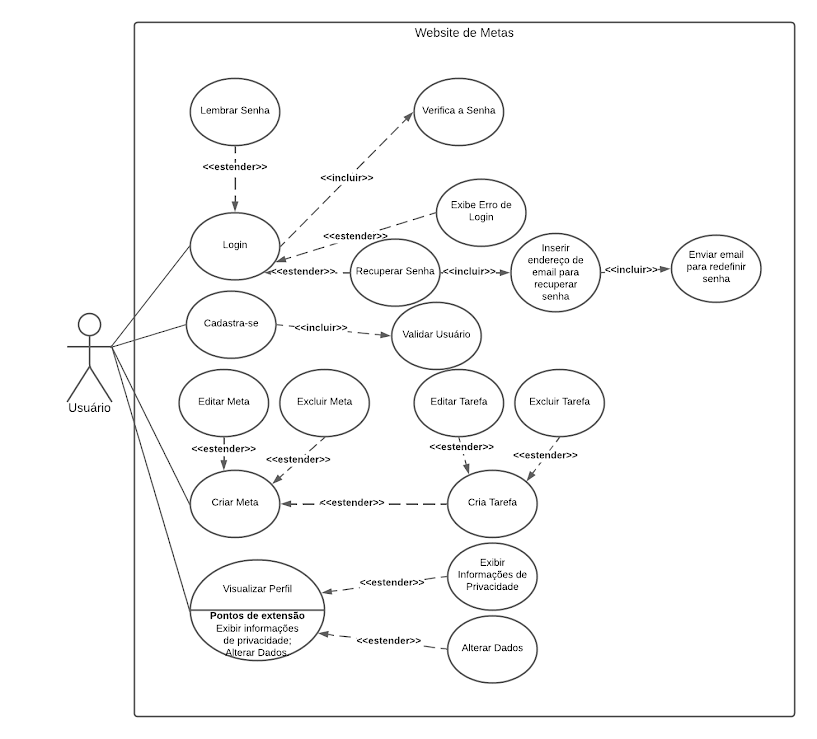 Website de Metas
Lembrar Senha
Verifica a Senha
<<estender>>
<<incluir>>
Exibe Erro de
Login
<<estender>>
Login
Inserir
endereço de
email para
recuperar
senha
Enviar email
para redefinir
senha
<<estender>>
Recuperar Senha
<<incluir>>
<<incluir>>
Cadastra-se
<<incluir>>
Validar Usuário
Usuário
Editar Meta
Excluir Meta
Editar Tarefa
Excluir Tarefa
<<estender>>
<<estender>>
<<estender>>
<<estender>>
Criar Meta
<<estender>>
Cria Tarefa
Visualizar Perfil
<<estender>>
Exibir
Informações de
Privacidade
Pontos de extensão
Exibir informações
de privacidade;
Alterar Dados.
<<estender>>
Alterar Dados